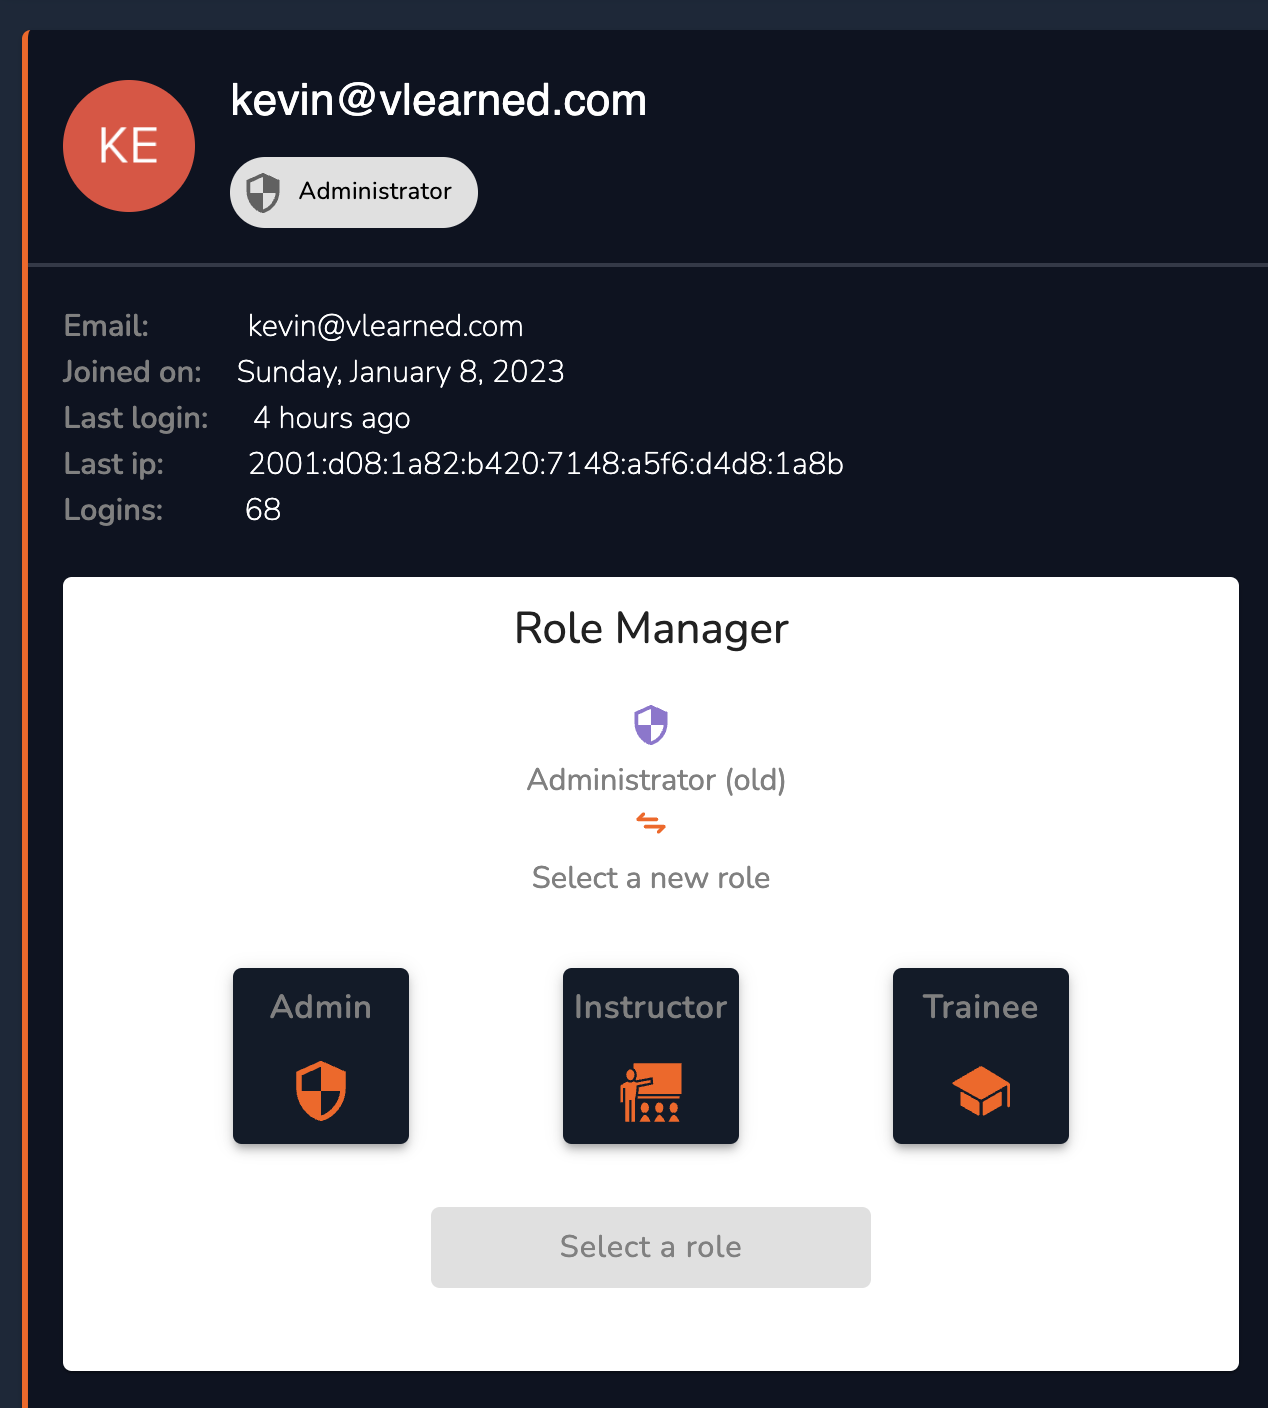 KE
kevin@vlearned.com
Administrator
Email: kevin@vlearned.com
Joined on: Sunday, January 8, 2023
Last login: 4 hours ago
Last ip: 2001:d08:1a82:b420:7148:a5f6:d4d8:1a8b
Logins: 68
Role Manager
Administrator (old)
Select a new role
Admin Instructor Trainee
Select a role